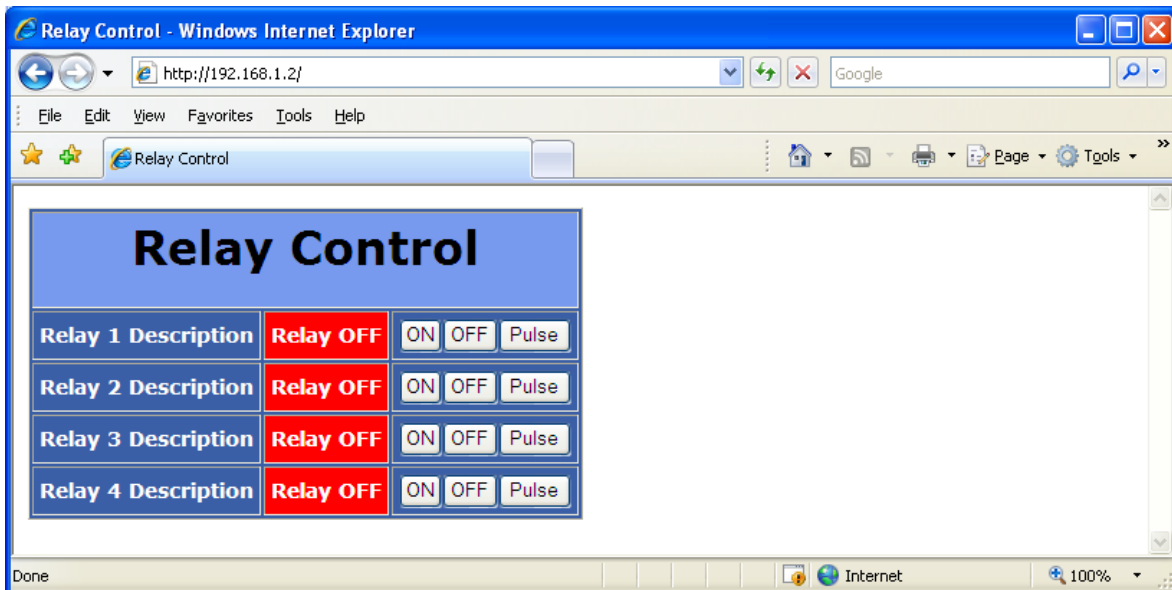 Relay Control - Windows Internet Explorer
http://192.168.1.2/
Google
File Edit View Favorites Tools Help
Relay Control
Page Tools »
Relay Control
Relay 1 Description Relay OFF ON OFF Pulse
Relay 2 Description Relay OFF ON OFF Pulse
Relay 3 Description Relay OFF ON OFF Pulse
Relay 4 Description Relay OFF ON OFF Pulse
Done Internet 100%